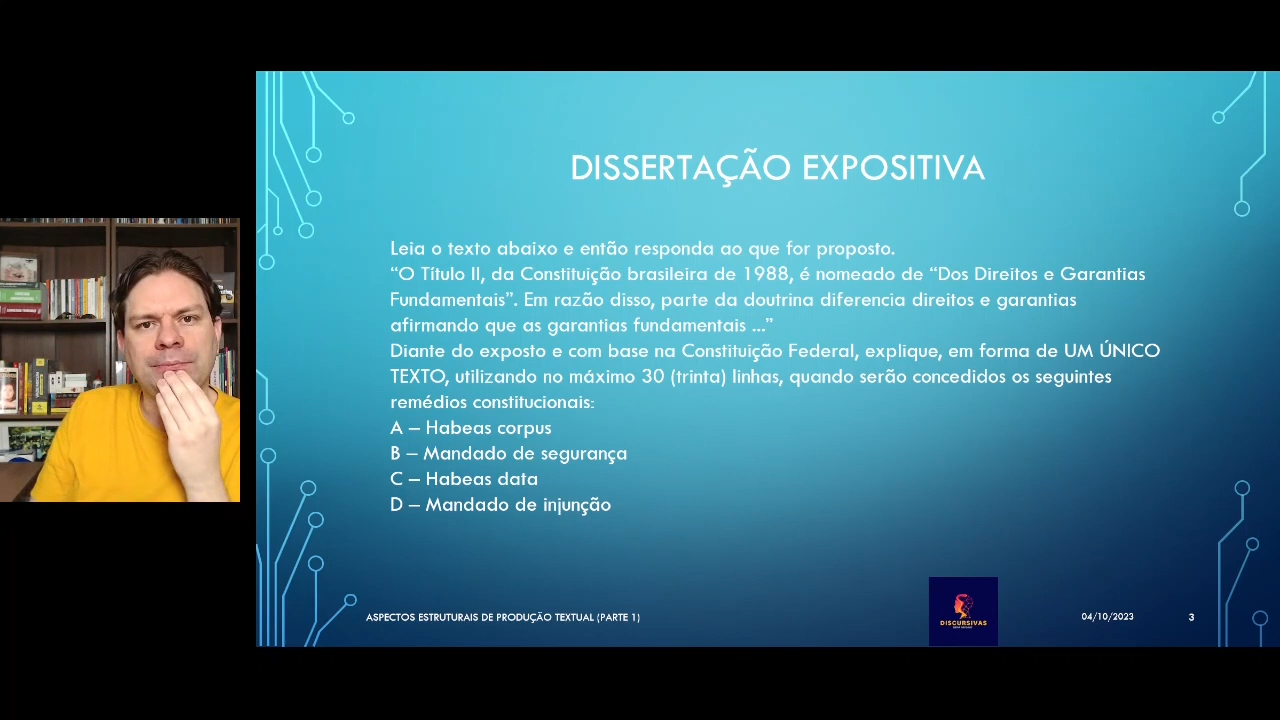 DISSERTAÇÃO EXPOSITIVA
Leia o texto abaixo e então responda ao que for proposto.
“O Título II, da Constituição brasileira de 1988, é nomeado de “Dos Direitos e Garantias
Fundamentais”. Em razão disso, parte da doutrina diferencia direitos e garantias
afirmando que as garantias fundamentais ...”
Diante do exposto e com base na Constituição Federal, explique, em forma de UM ÚNICO
TEXTO, utilizando no máximo 30 (trinta) linhas, quando serão concedidos os seguintes
remédios constitucionais:
A – Habeas corpus
B – Mandado de segurança
C – Habeas data
D – Mandado de injunção
ASPECTOS ESTRUTURAIS DE PRODUÇÃO TEXTUAL (PARTE 1)
DISCURSIVAS
04/10/2023
3